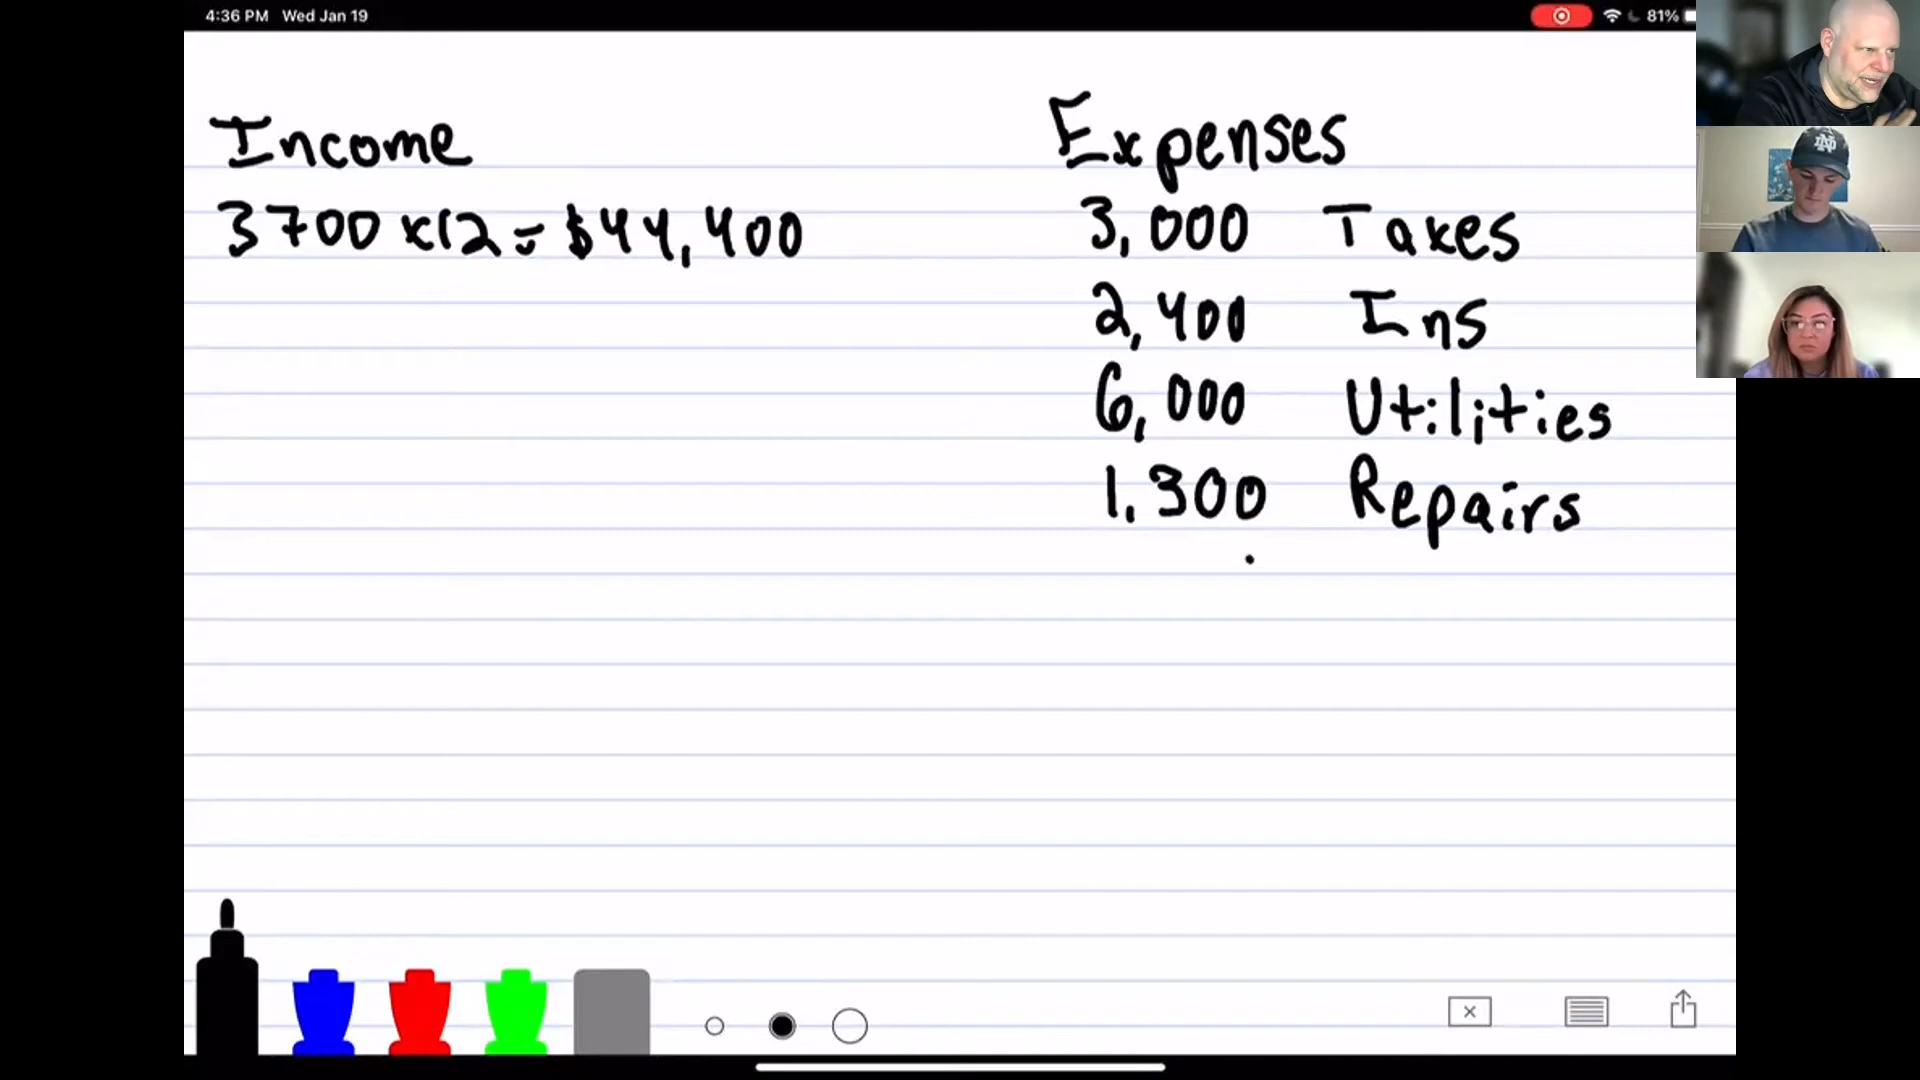 4:36 PM Wed Jan 19
81%
Income
3700 x12 = $44,400
Expenses
3,000 Taxes
2,400 Ins
6,000 Utilities
1,300 Repairs